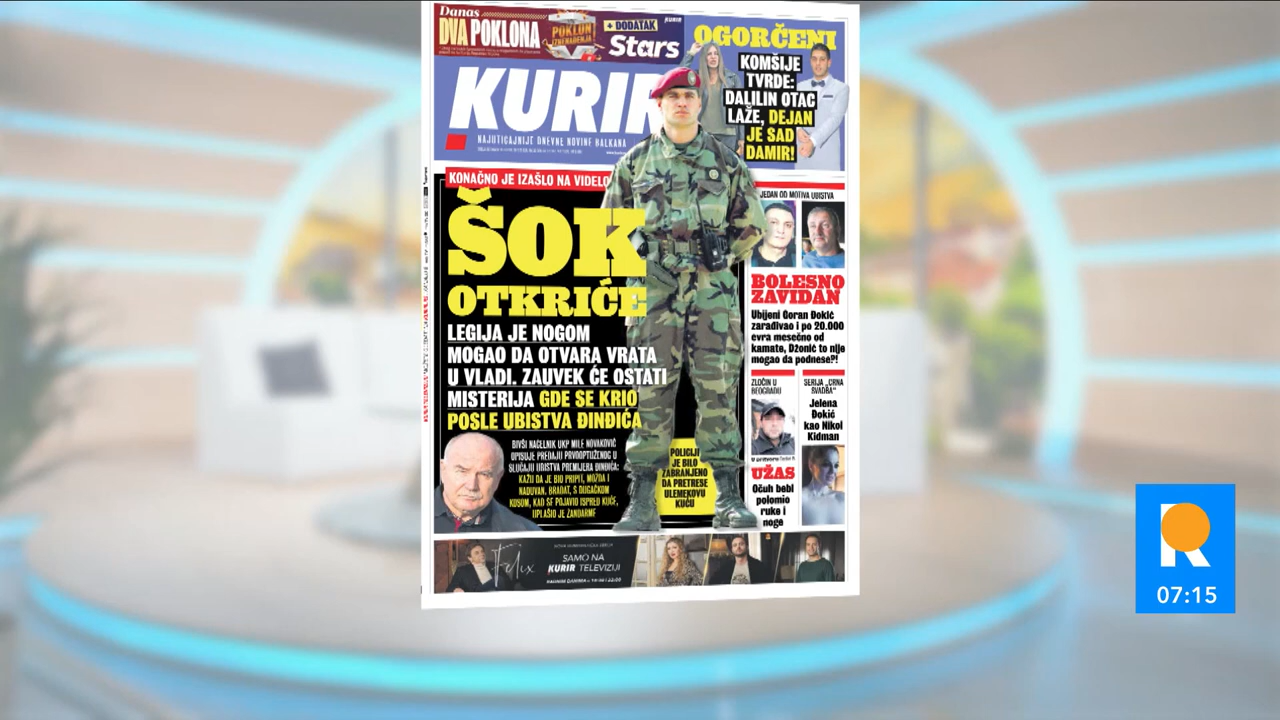 Danas
DVA POKLONA
POKLON
IZNENAĐENJA
+ DODATAK
KURIR
Stars
OGORČENI
KOMŠIJE
TVRDE:
DALILIN OTAC
LAŽE, DEJAN
JE SAD
DAMIR!
KURIR
NAJUTICAJNIJE DNEVNE NOVINE BALKANA
KONAČNO JE IZAŠLO NA VIDELO
ŠOK
OTKRIĆE
LEGIJA JE NOGOM
MOGAO DA OTVARA VRATA
U VLADI. ZAUVEK ĆE OSTATI
MISTERIJA GDE SE KRIO
POSLE UBISTVA ĐINĐIĆA
BIVŠI NAČELNIK UKP MILE NOVAKOVIĆ
OPISUJE PREDAJU PRVOOPTUŽENOG U
SLUČAJU UBISTVA PREMIJERA ĐINĐIĆA:
KAŽU DA JE BIO PRIPIT, MOŽDA I
NADUVAN. BRADAT, S DUGAČKOM
KOSOM, KAD SE POJAVIO ISPRED KUĆE,
UPLAŠIO JE ŽANDARME
POLICIJI
JE BILO
ZABRANJENO
DA PRETRESE
ULEMEKOVU
KUĆU
JEDAN OD MOTIVA UBISTVA
BOLESNO
ZAVIDAN
Ubijeni Goran Đokić
zarađivao i po 20.000
evra mesečno od
kamate, Džonić to nije
mogao da podnese?!
ZLOČIN U
BEOGRADU
UŽAS
Očuh bebi
polomio
ruke i
noge
SERIJA „CRNA
SVADBA"
Jelena
Đokić
kao Nikol
Kidman
Felix
SAMO NA
KURIR TELEVIZIJI
R
07:15